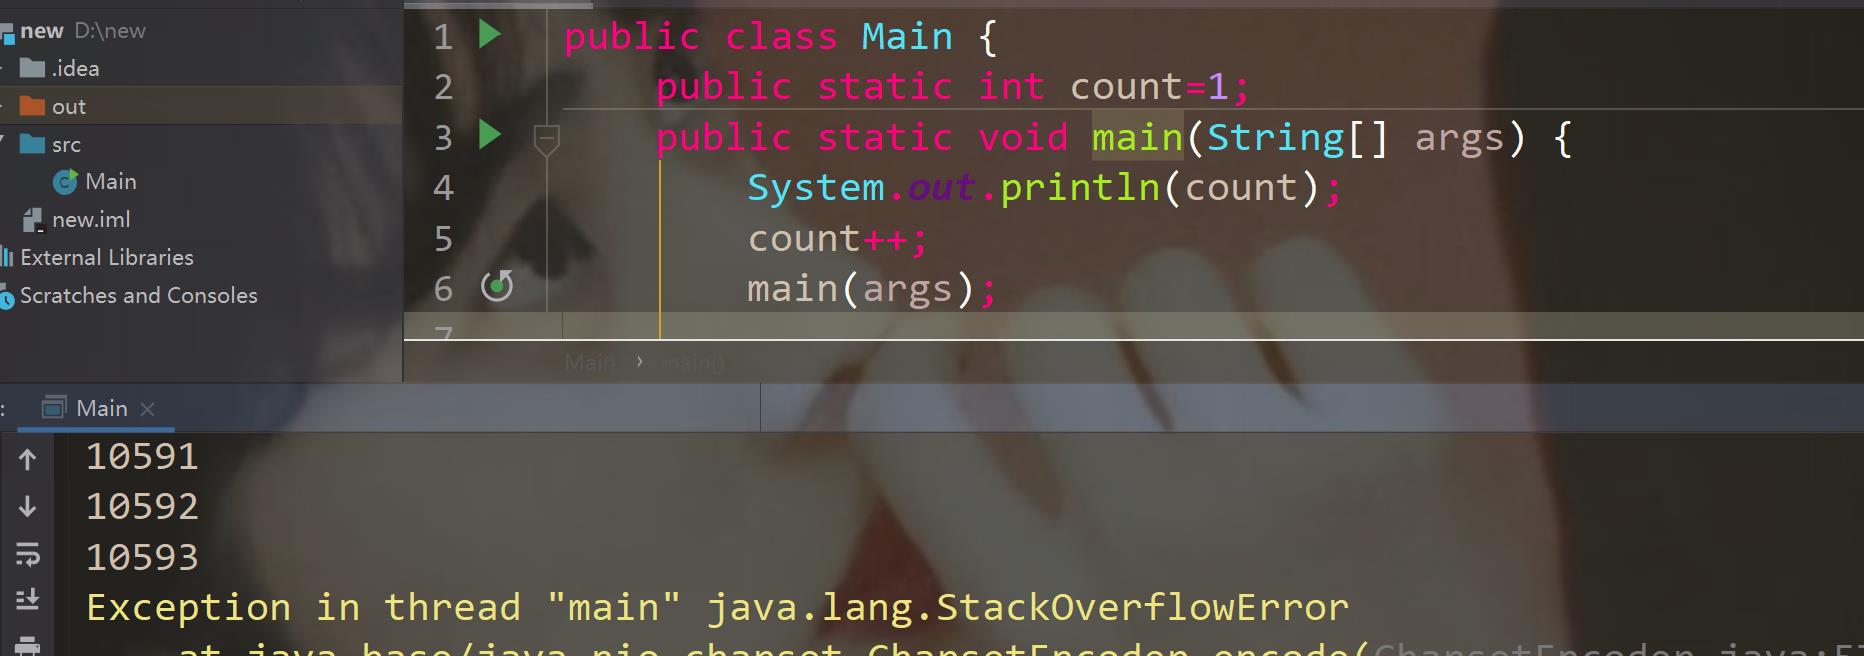 new D:\new
.idea
out
src
Main
new.iml
External Libraries
Scratches and Consoles
1 public class Main {
2 public static int count=1;
3 public static void main(String[] args) {
4 System.out.println(count);
5 count++;
6 main(args);
7
Main › main()
: Main ×
10591
10592
10593
Exception in thread "main" java.lang.StackOverflowError
at java.base/java.nio.charset.CharsetEncoder.encode(CharsetEncoder.java:57